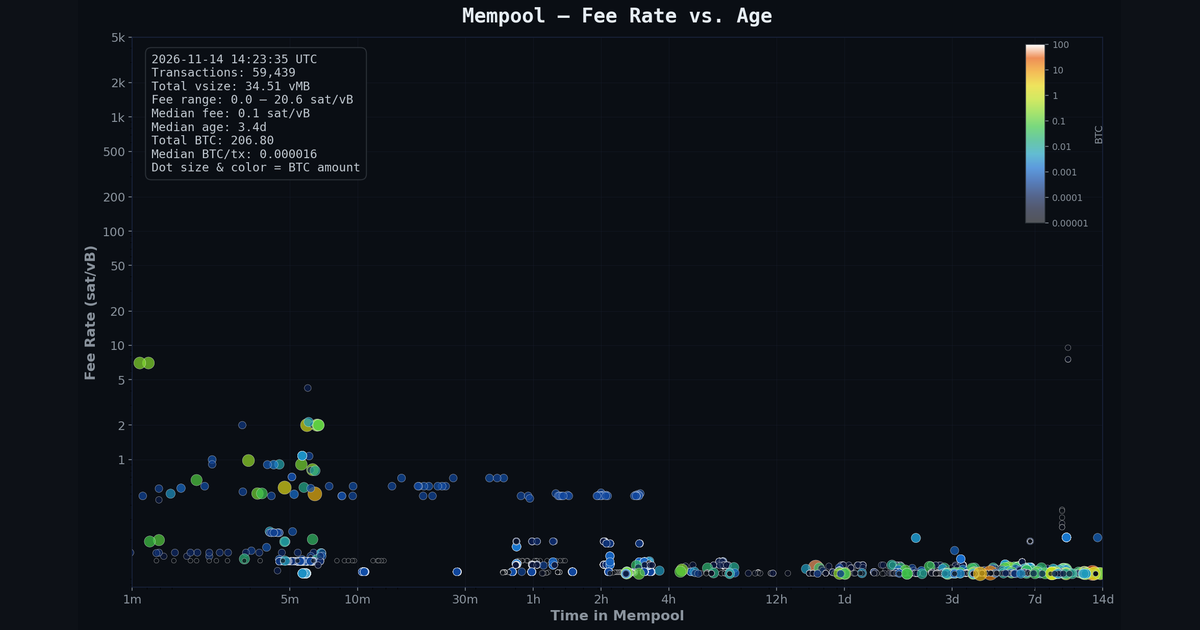 Mempool — Fee Rate vs. Age
2026-11-14 14:23:35 UTC
Transactions: 59,439
Total vsize: 34.51 vMB
Fee range: 0.0 — 20.6 sat/vB
Median fee: 0.1 sat/vB
Median age: 3.4d
Total BTC: 206.80
Median BTC/tx: 0.000016
Dot size & color = BTC amount
100
10
1
0.1
0.01
0.001
0.0001
0.00001
BTC
Fee Rate (sat/vB)
5k
2k
1k
500
200
100
50
20
10
5
2
1
1m
5m
10m
30m
1h
2h
4h
12h
1d
3d
7d
14d
Time in Mempool